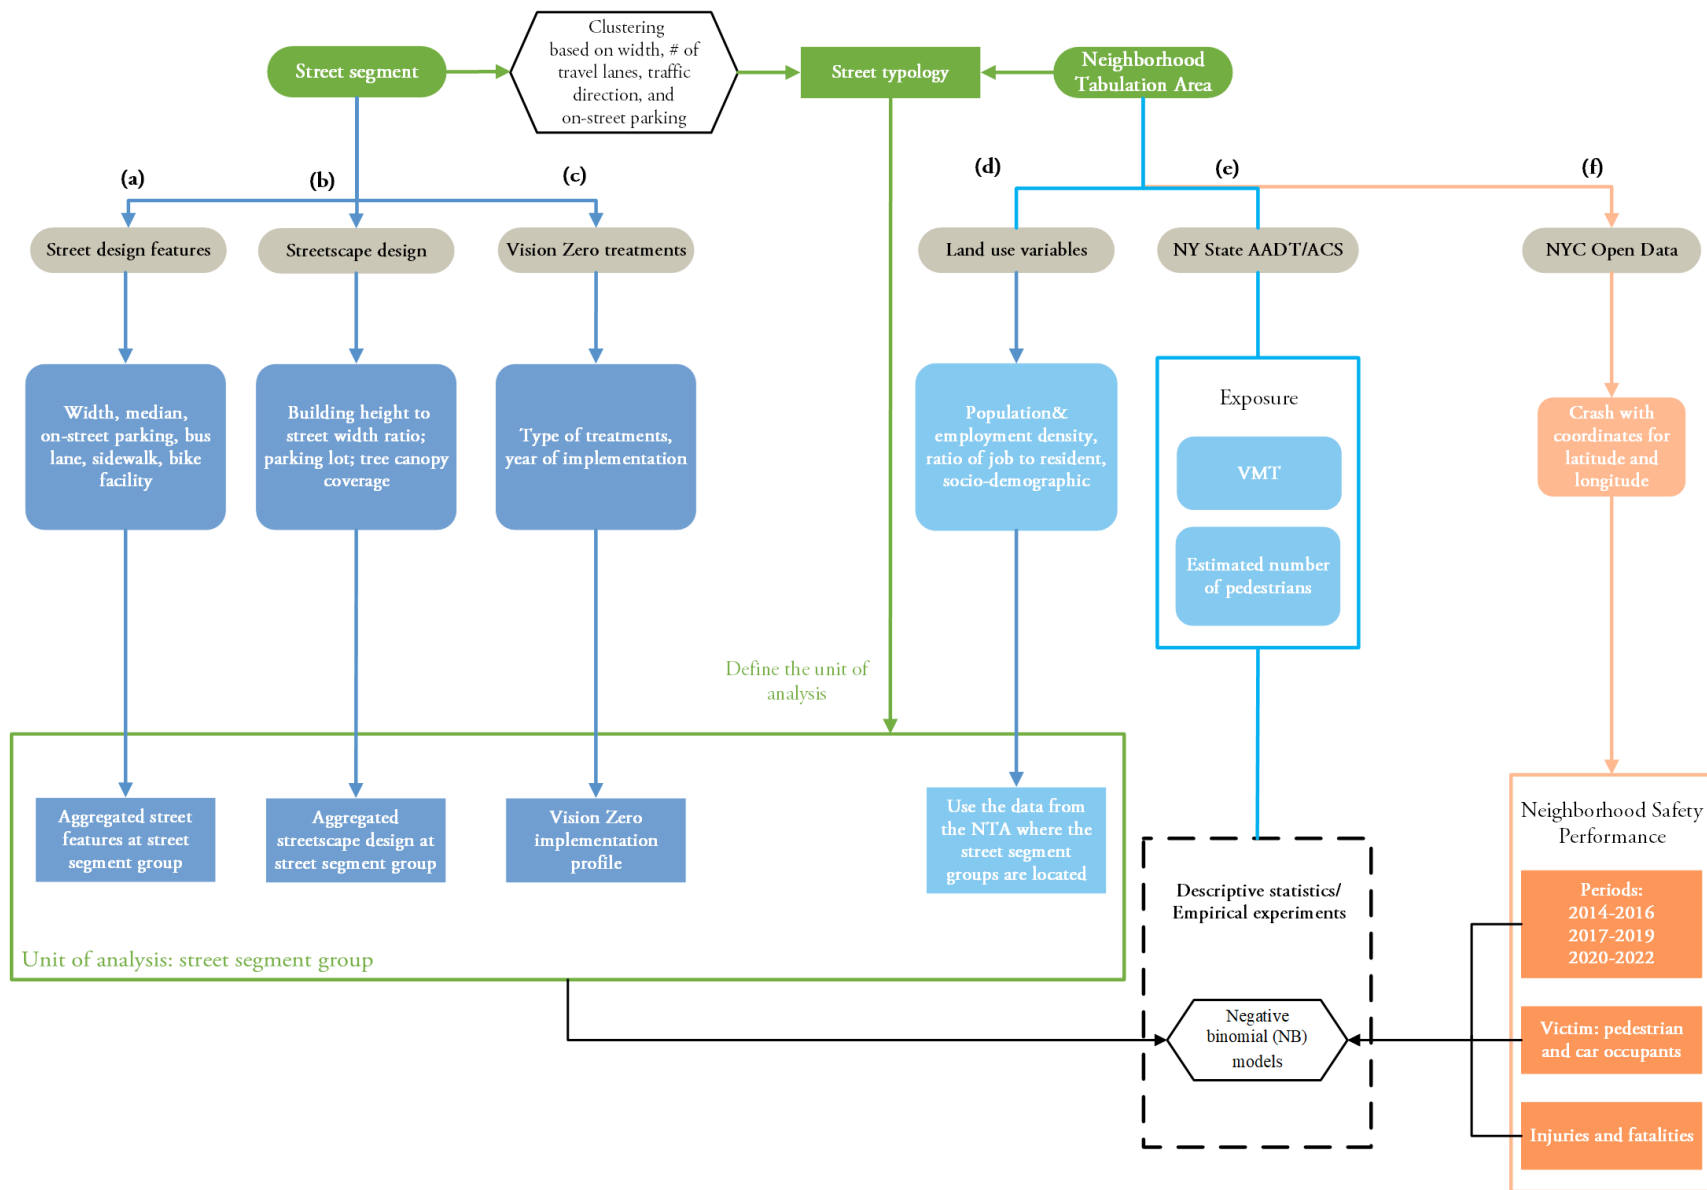 Street segment
Clustering
based on width, # of
travel lanes, traffic
direction, and
on-street parking
Street typology
Neighborhood
Tabulation Area
(a)
(b)
(c)
(d)
(e)
(f)
Street design features
Streetscape design
Vision Zero treatments
Land use variables
NY State AADT/ACS
NYC Open Data
Width, median,
on-street parking, bus
lane, sidewalk, bike
facility
Building height to
street width ratio;
parking lot; tree canopy
coverage
Type of treatments,
year of implementation
Population&
employment density,
ratio of job to resident,
socio-demographic
Exposure
VMT
Estimated number
of pedestrians
Crash with
coordinates for
latitude and
longitude
Define the unit of
analysis
Aggregated street
features at street
segment group
Aggregated
streetscape design at
street segment group
Vision Zero
implementation
profile
Use the data from
the NTA where the
street segment
groups are located
Unit of analysis: street segment group
Descriptive statistics/
Empirical experiments
Negative
binomial (NB)
models
Neighborhood Safety
Performance
Periods:
2014-2016
2017-2019
2020-2022
Victim: pedestrian
and car occupants
Injuries and fatalities